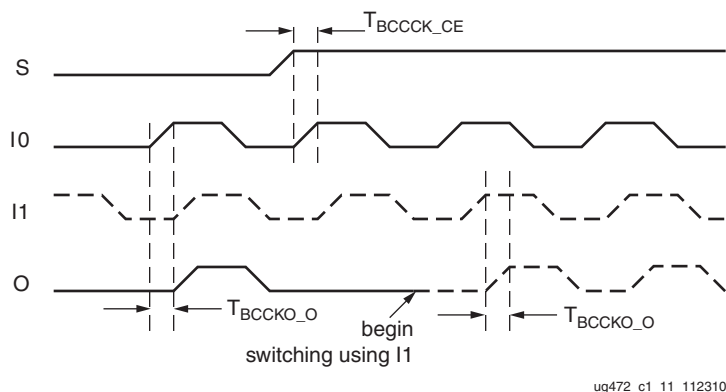 T_BCCCK_CE
S
I0
I1
O
T_BCCKO_O
begin
switching using I1
T_BCCKO_O
ug472_c1_11_112310